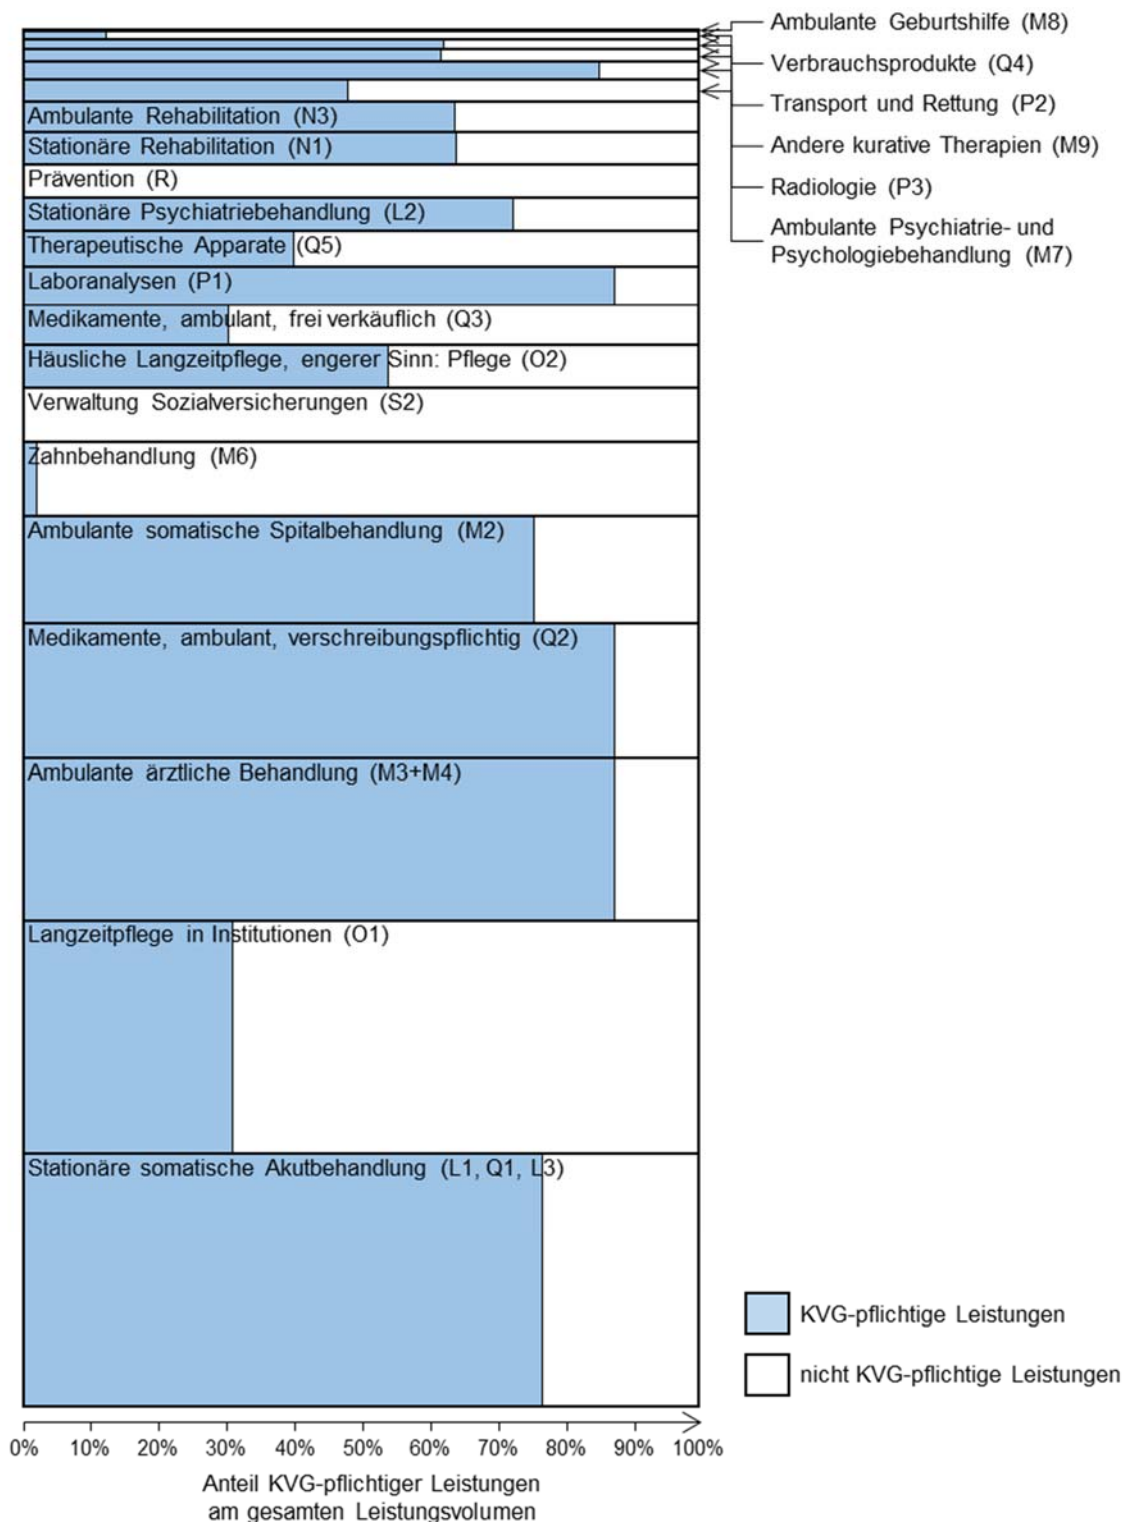 Ambulante Geburtshilfe (M8)
Verbrauchsprodukte (Q4)
Transport und Rettung (P2)
Andere kurative Therapien (M9)
Radiologie (P3)
Ambulante Psychiatrie- und
Psychologiebehandlung (M7)
Ambulante Rehabilitation (N3)
Stationäre Rehabilitation (N1)
Prävention (R)
Stationäre Psychiatriebehandlung (L2)
Therapeutische Apparate (Q5)
Laboranalysen (P1)
Medikamente, ambulant, frei verkäuflich (Q3)
Häusliche Langzeitpflege, engerer Sinn: Pflege (O2)
Verwaltung Sozialversicherungen (S2)
Zahnbehandlung (M6)
Ambulante somatische Spitalbehandlung (M2)
Medikamente, ambulant, verschreibungspflichtig (Q2)
Ambulante ärztliche Behandlung (M3+M4)
Langzeitpflege in Institutionen (O1)
Stationäre somatische Akutbehandlung (L1, Q1, L3)
KVG-pflichtige Leistungen
nicht KVG-pflichtige Leistungen
0% 10% 20% 30% 40% 50% 60% 70% 80% 90% 100%
Anteil KVG-pflichtiger Leistungen
am gesamten Leistungsvolumen